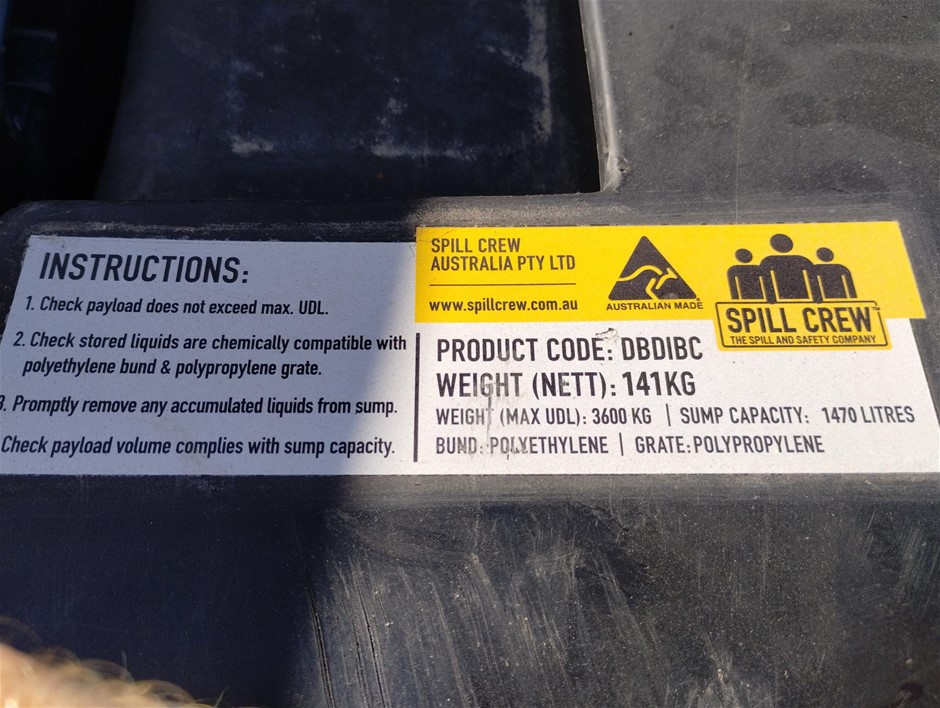 INSTRUCTIONS:
1. Check payload does not exceed max. UDL.
2. Check stored liquids are chemically compatible with
polyethylene bund & polypropylene grate.
3. Promptly remove any accumulated liquids from sump.
Check payload volume complies with sump capacity.
SPILL CREW
AUSTRALIA PTY LTD
www.spillcrew.com.au
AUSTRALIAN MADE
SPILL CREW™
THE SPILL AND SAFETY COMPANY
PRODUCT CODE: DBDIBC
WEIGHT (NETT): 141KG
WEIGHT (MAX UDL): 3600 KG | SUMP CAPACITY: 1470 LITRES
BUND: POLYETHYLENE | GRATE: POLYPROPYLENE